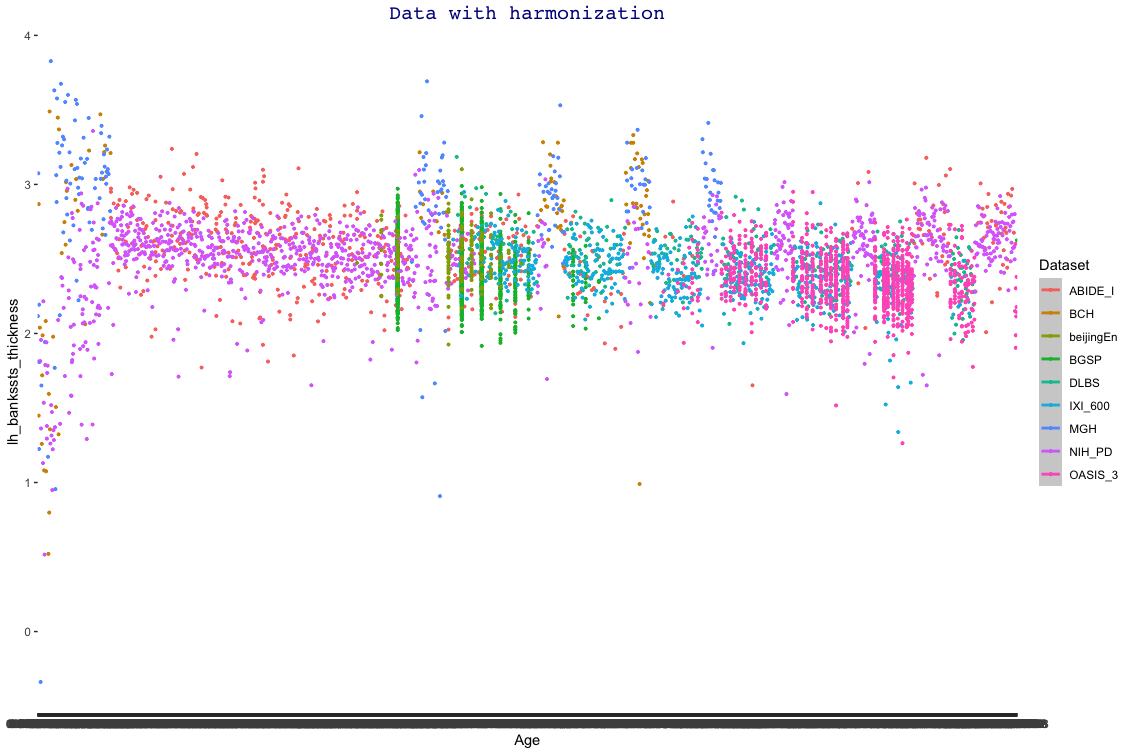 Data with harmonization
4
3
2
1
0
lh_bankssts_thickness
Age
Dataset
ABIDE_I
BCH
beijingEn
BGSP
DLBS
IXI_600
MGH
NIH_PD
OASIS_3